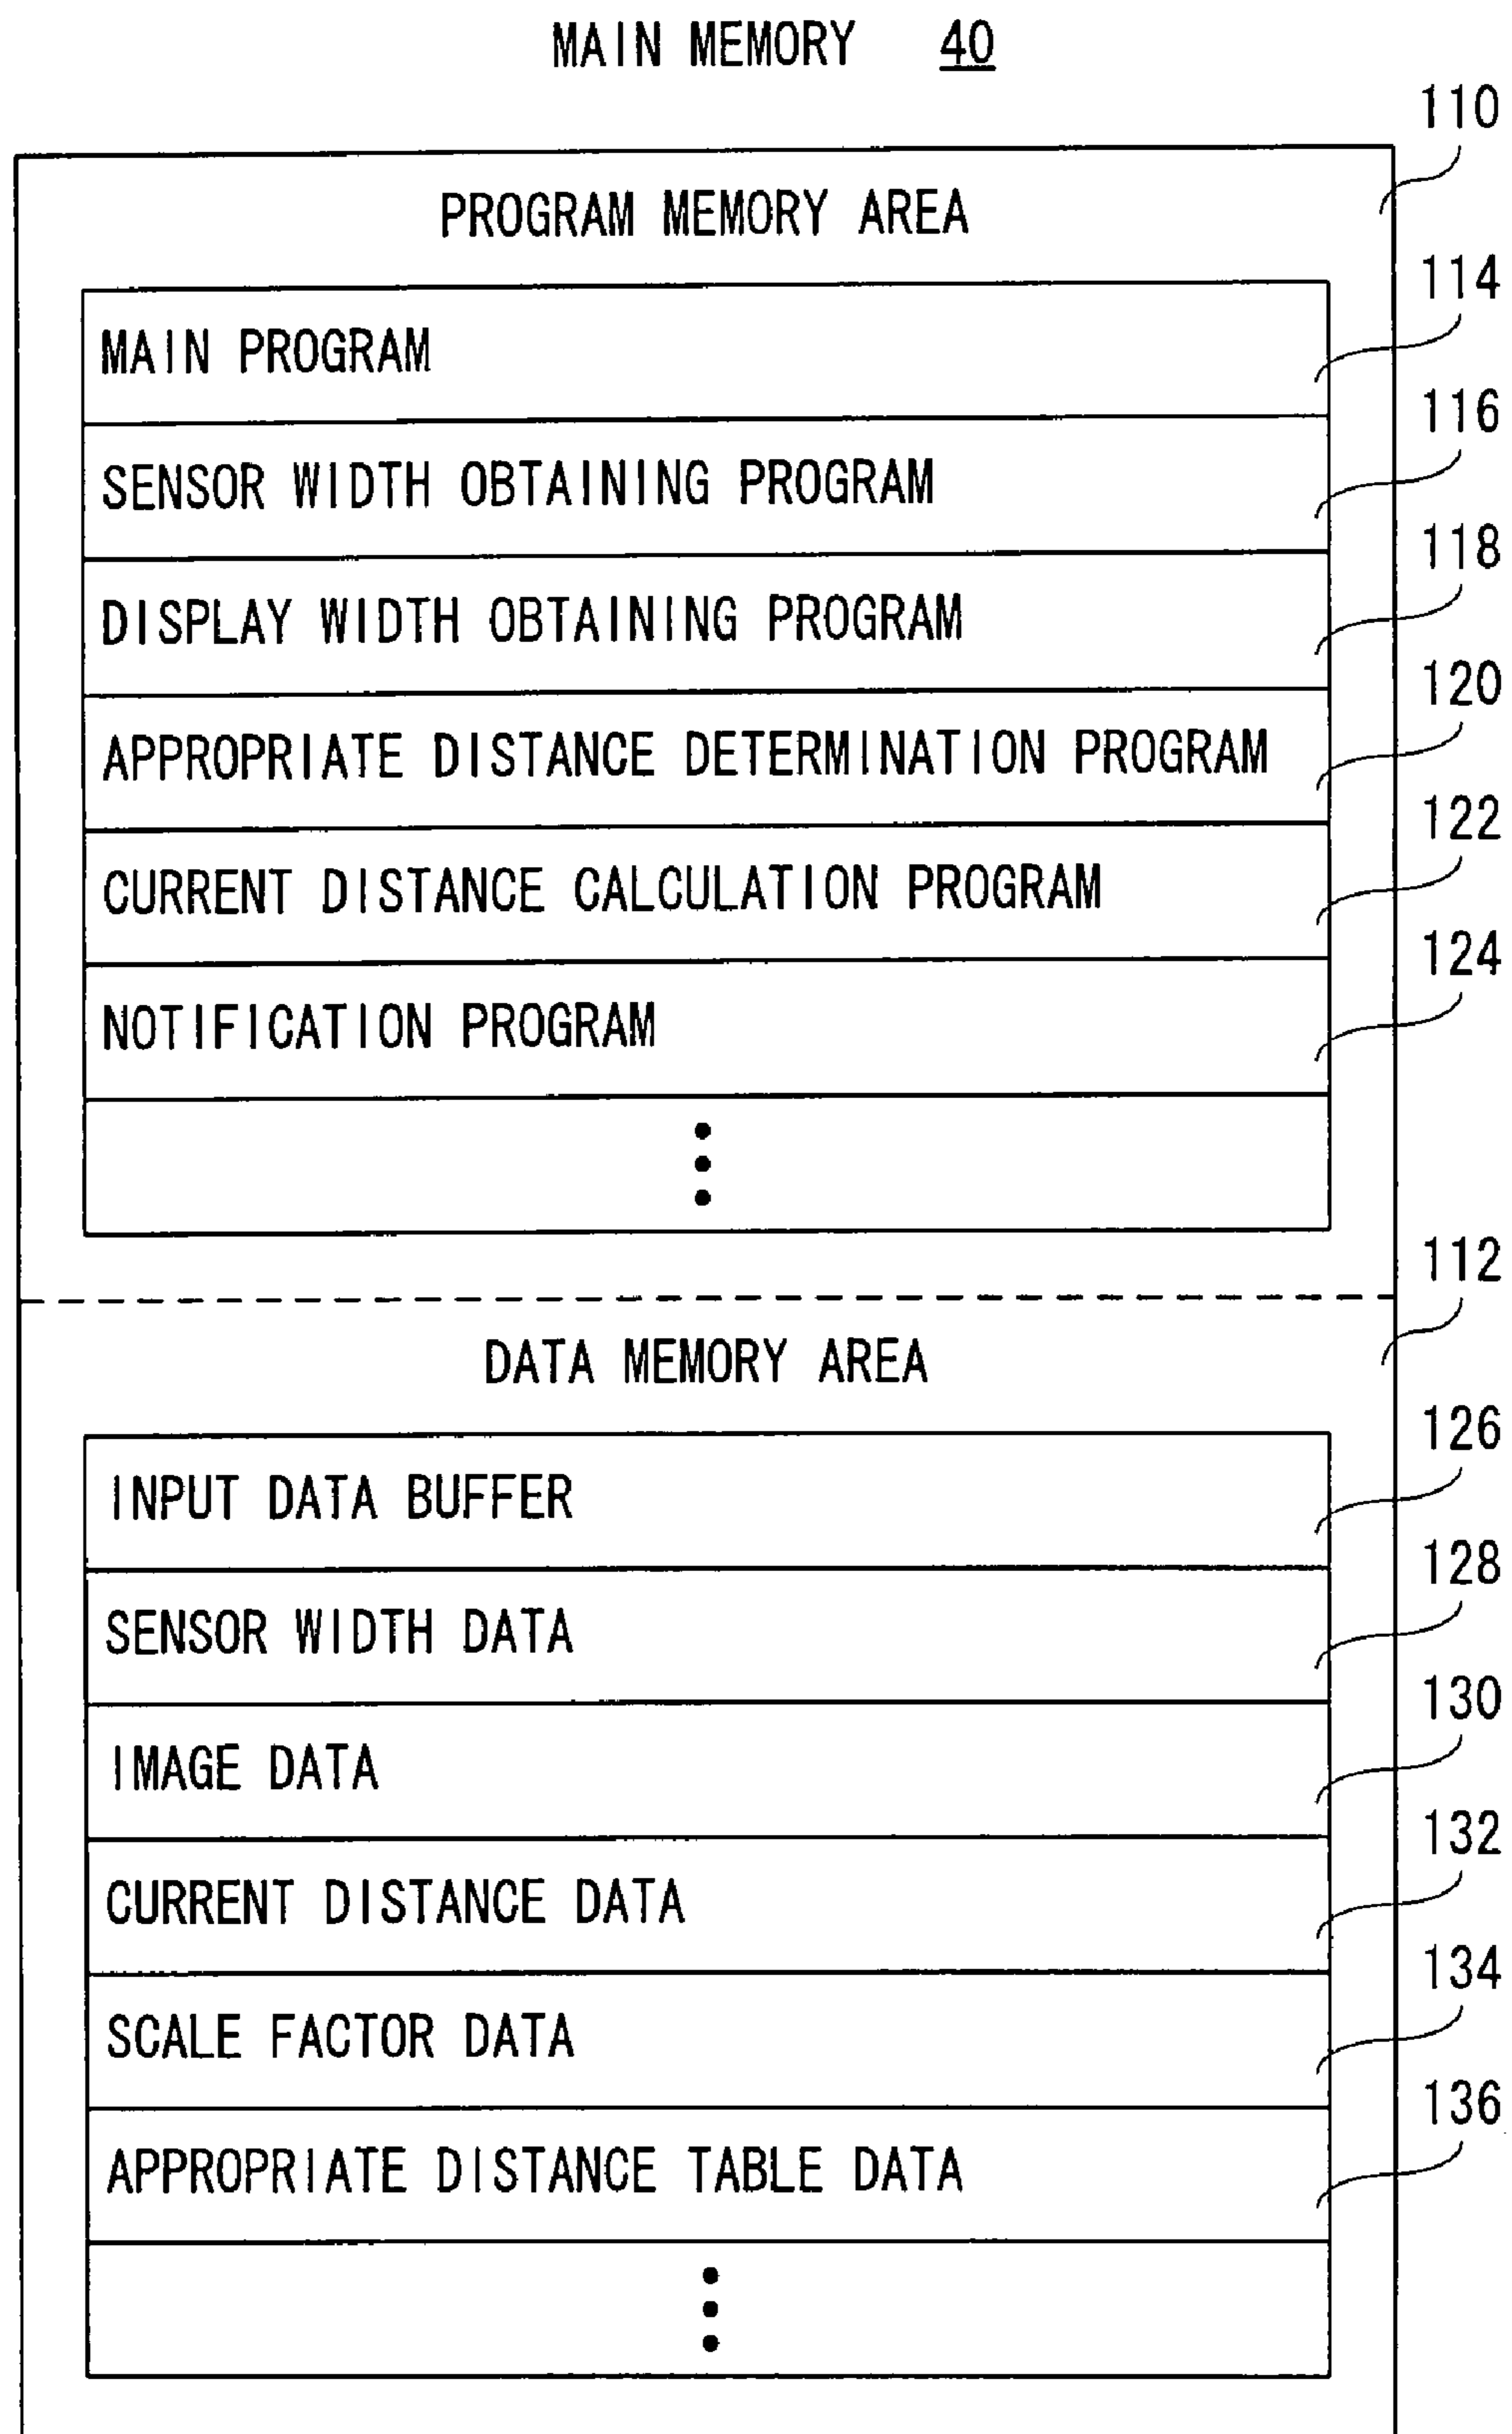 MAIN MEMORY 40
110
PROGRAM MEMORY AREA
114
MAIN PROGRAM
116
SENSOR WIDTH OBTAINING PROGRAM
118
DISPLAY WIDTH OBTAINING PROGRAM
120
APPROPRIATE DISTANCE DETERMINATION PROGRAM
122
CURRENT DISTANCE CALCULATION PROGRAM
124
NOTIFICATION PROGRAM
112
DATA MEMORY AREA
126
INPUT DATA BUFFER
128
SENSOR WIDTH DATA
130
IMAGE DATA
132
CURRENT DISTANCE DATA
134
SCALE FACTOR DATA
136
APPROPRIATE DISTANCE TABLE DATA